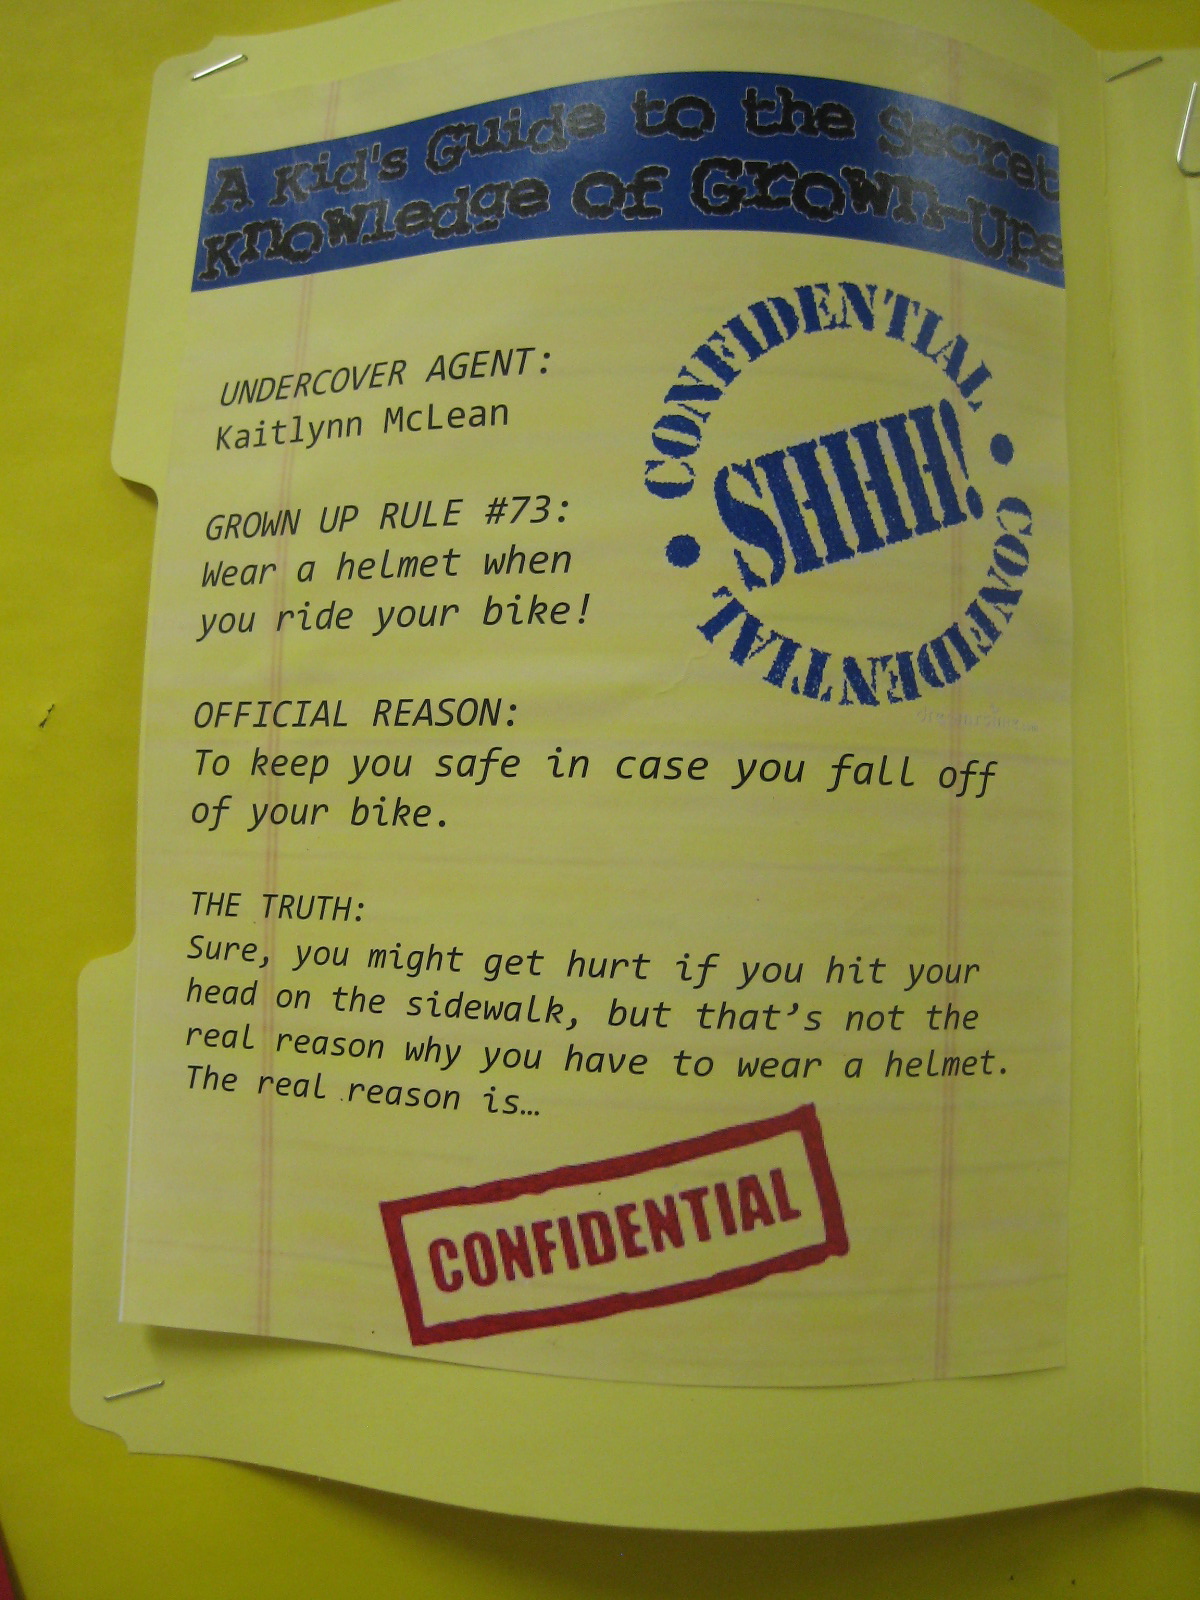 A Kid's Guide to the Secret
Knowledge of Grown-Ups
UNDERCOVER AGENT:
Kaitlynn McLean
CONFIDENTIAL
SHHH!
CONFIDENTIAL
GROWN UP RULE #73:
Wear a helmet when
you ride your bike!
OFFICIAL REASON:
To keep you safe in case you fall off
of your bike.
THE TRUTH:
Sure, you might get hurt if you hit your
head on the sidewalk, but that's not the
real reason why you have to wear a helmet.
The real reason is…
CONFIDENTIAL